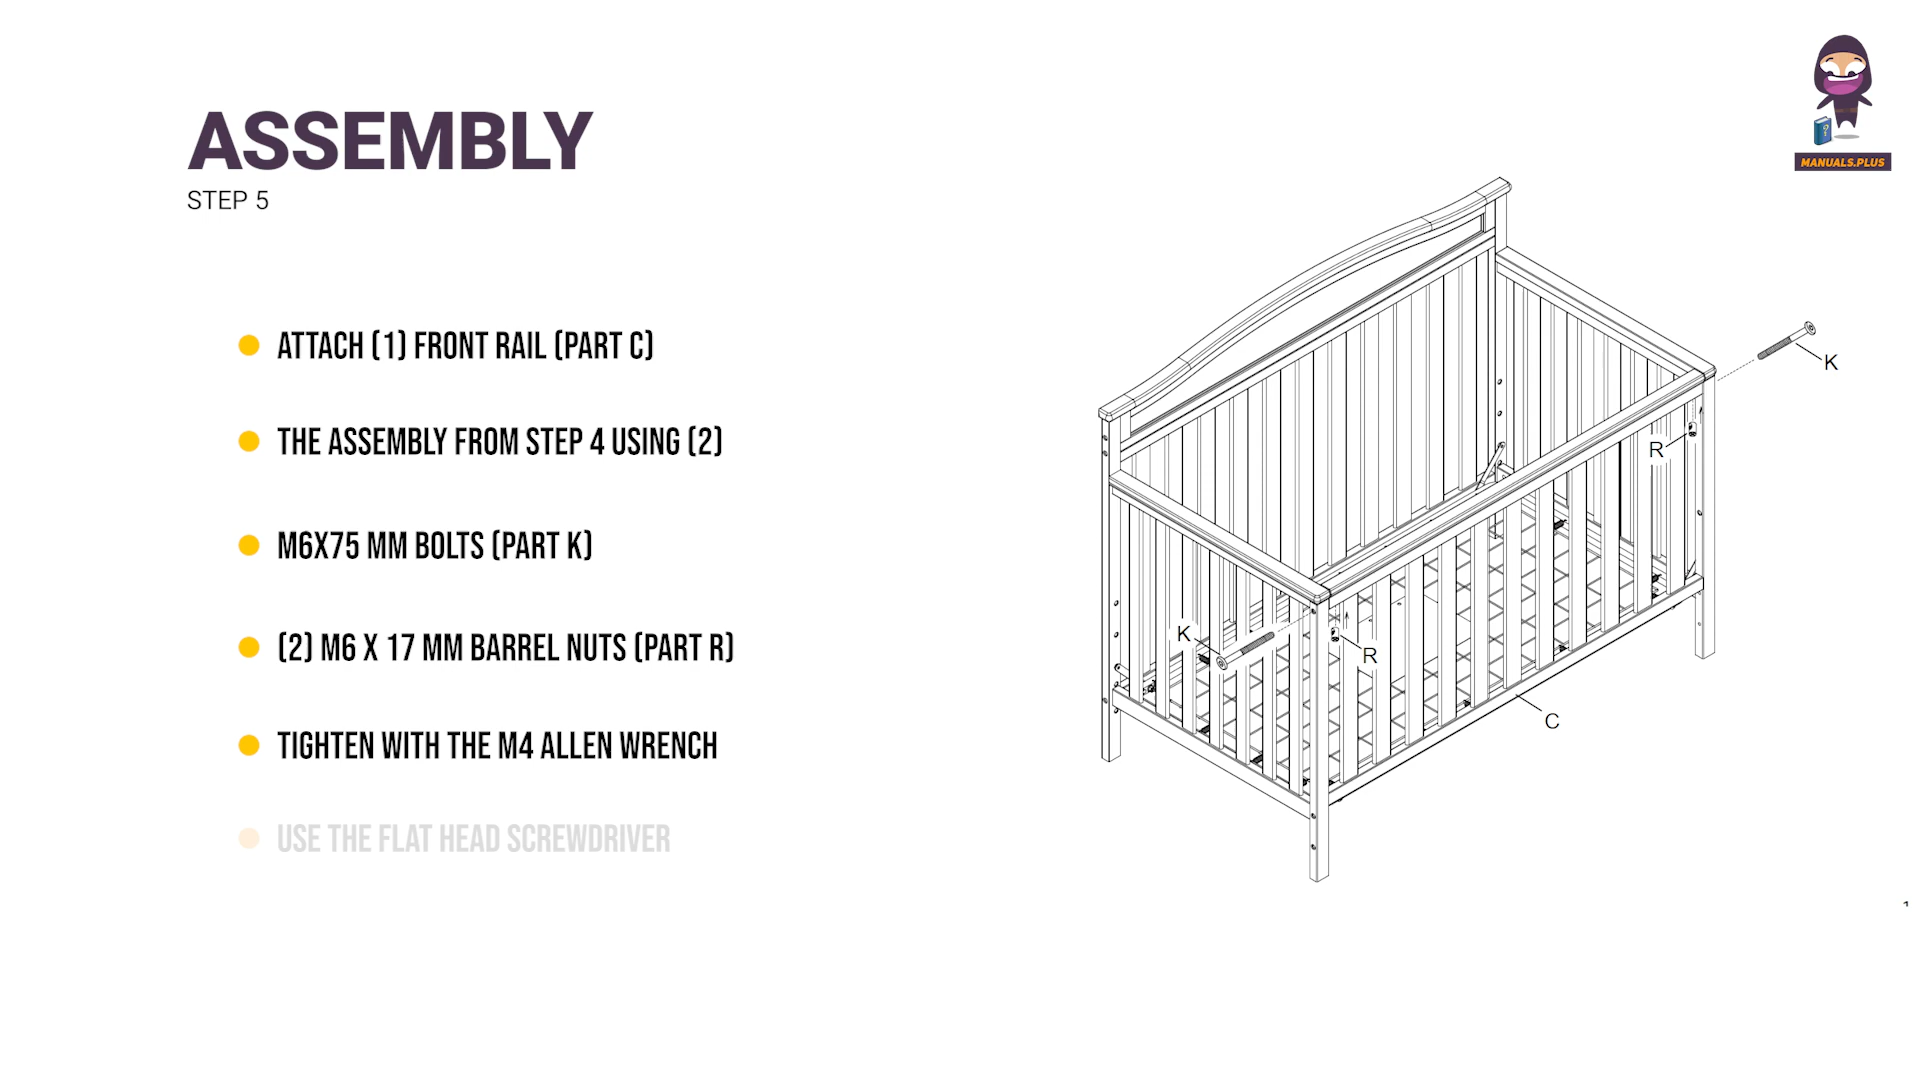 MANUALS.PLUS
ASSEMBLY
STEP 5
ATTACH (1) FRONT RAIL (PART C)
THE ASSEMBLY FROM STEP 4 USING (2)
M6X75 MM BOLTS (PART K)
(2) M6 X 17 MM BARREL NUTS (PART R)
TIGHTEN WITH THE M4 ALLEN WRENCH
USE THE FLAT HEAD SCREWDRIVER
K
R
K
R
C